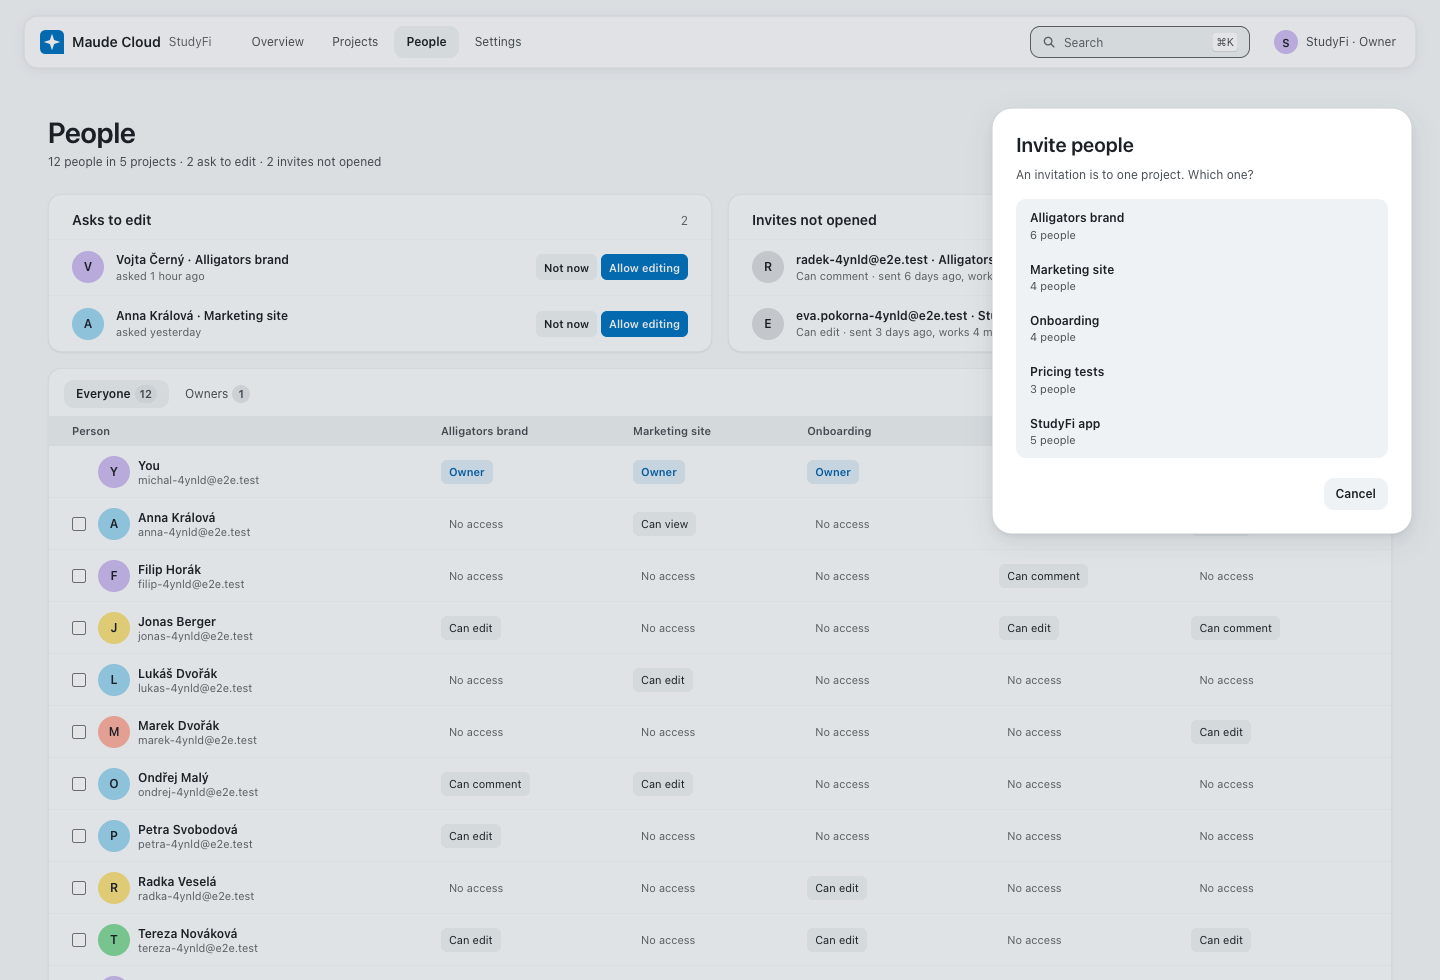 Maude Cloud StudyFi Overview Projects People Settings Search ⌘K S StudyFi · Owner
People
12 people in 5 projects · 2 ask to edit · 2 invites not opened
Asks to edit 2
V Vojta Černý · Alligators brand
asked 1 hour ago
Not now Allow editing
A Anna Králová · Marketing site
asked yesterday
Not now Allow editing
Invites not opened
R radek-4ynld@e2e.test · Alligators
Can comment · sent 6 days ago, work
E eva.pokorna-4ynld@e2e.test
Can edit · sent 3 days ago, works 4
Invite people
An invitation is to one project. Which one?
Alligators brand
6 people
Marketing site
4 people
Onboarding
4 people
Pricing tests
3 people
StudyFi app
5 people
Cancel
Everyone 12 Owners 1
Person Alligators brand Marketing site Onboarding
Y You
michal-4ynld@e2e.test
Owner Owner Owner
A Anna Králová
anna-4ynld@e2e.test
No access Can view No access
F Filip Horák
filip-4ynld@e2e.test
No access No access No access Can comment No access
J Jonas Berger
jonas-4ynld@e2e.test
Can edit No access No access Can edit Can comment
L Lukáš Dvořák
lukas-4ynld@e2e.test
No access Can edit No access No access No access
M Marek Dvořák
marek-4ynld@e2e.test
No access No access No access No access Can edit
O Ondřej Malý
ondrej-4ynld@e2e.test
Can comment Can edit No access No access No access
P Petra Svobodová
petra-4ynld@e2e.test
Can edit No access No access No access No access
R Radka Veselá
radka-4ynld@e2e.test
No access No access Can edit No access No access
T Tereza Nováková
tereza-4ynld@e2e.test
Can edit No access Can edit No access Can edit